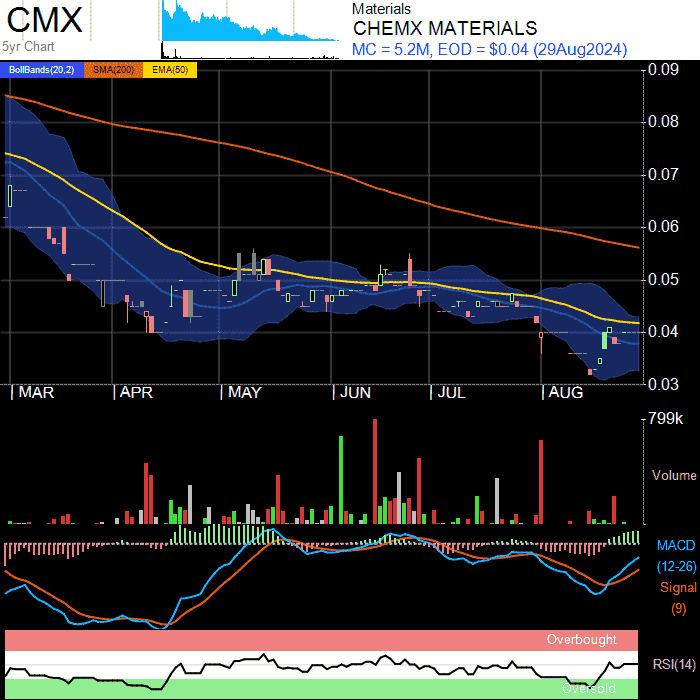 CMX
5yr Chart
Materials
CHEMX MATERIALS
MC = 5.2M, EOD = $0.04 (29Aug2024)
BollBands(20,2) SMA(200) EMA(50)
0.09
0.08
0.07
0.06
0.05
0.04
0.03
MAR APR MAY JUN JUL AUG
799k
Volume
MACD
(12-26)
Signal
(9)
Overbought
RSI(14)
Oversold